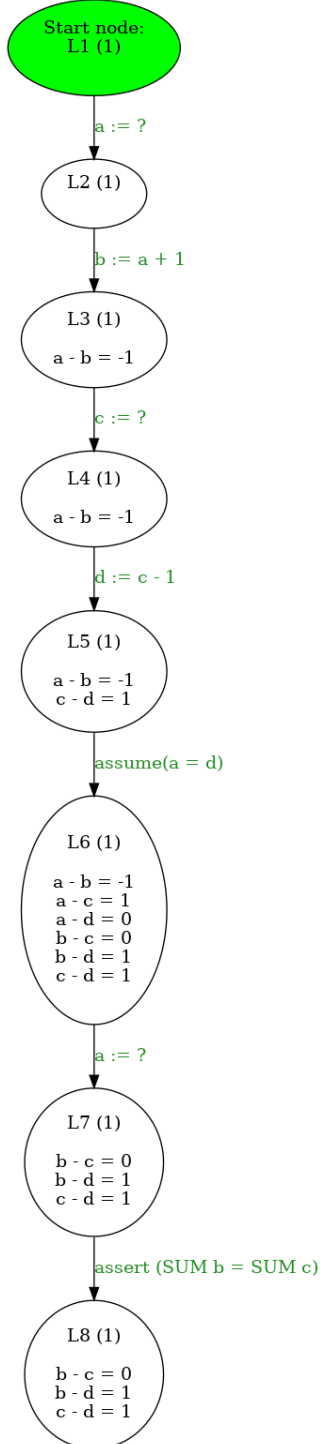 Start node:
L1 (1)
a := ?
L2 (1)
b := a + 1
L3 (1)
a - b = -1
c := ?
L4 (1)
a - b = -1
d := c - 1
L5 (1)
a - b = -1
c - d = 1
assume(a = d)
L6 (1)
a - b = -1
a - c = 1
a - d = 0
b - c = 0
b - d = 1
c - d = 1
a := ?
L7 (1)
b - c = 0
b - d = 1
c - d = 1
assert (SUM b = SUM c)
L8 (1)
b - c = 0
b - d = 1
c - d = 1